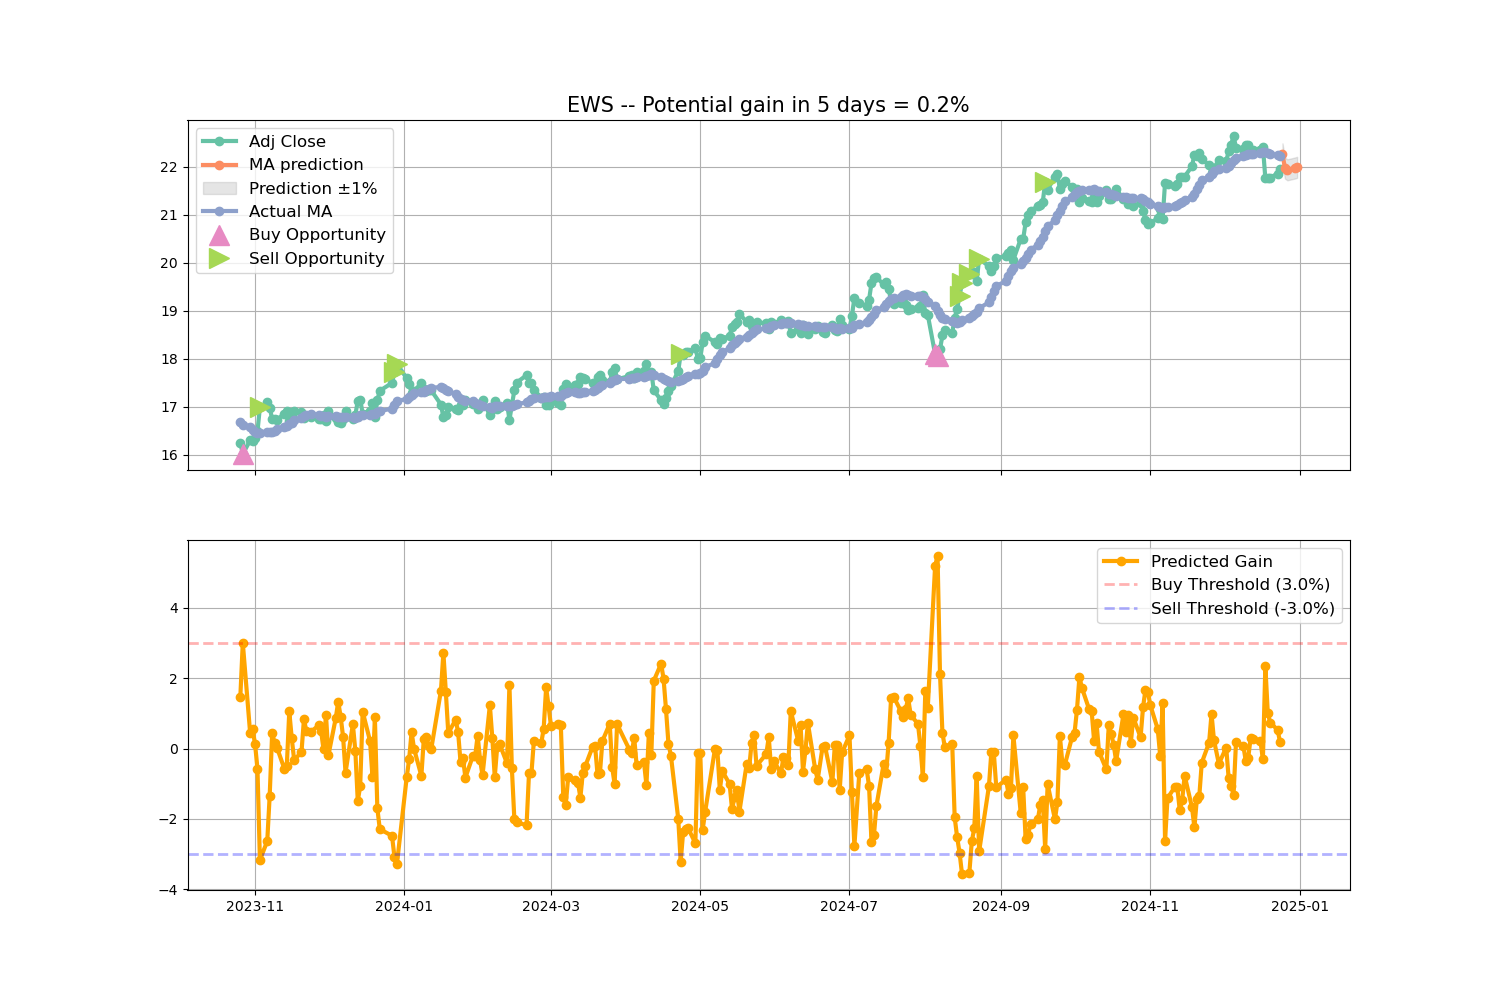 EWS -- Potential gain in 5 days = 0.2%
Adj Close
MA prediction
Prediction ±1%
Actual MA
Buy Opportunity
Sell Opportunity
22
21
20
19
18
17
16
Predicted Gain
Buy Threshold (3.0%)
Sell Threshold (-3.0%)
4
2
0
−2
−4
2023-11 2024-01 2024-03 2024-05 2024-07 2024-09 2024-11 2025-01